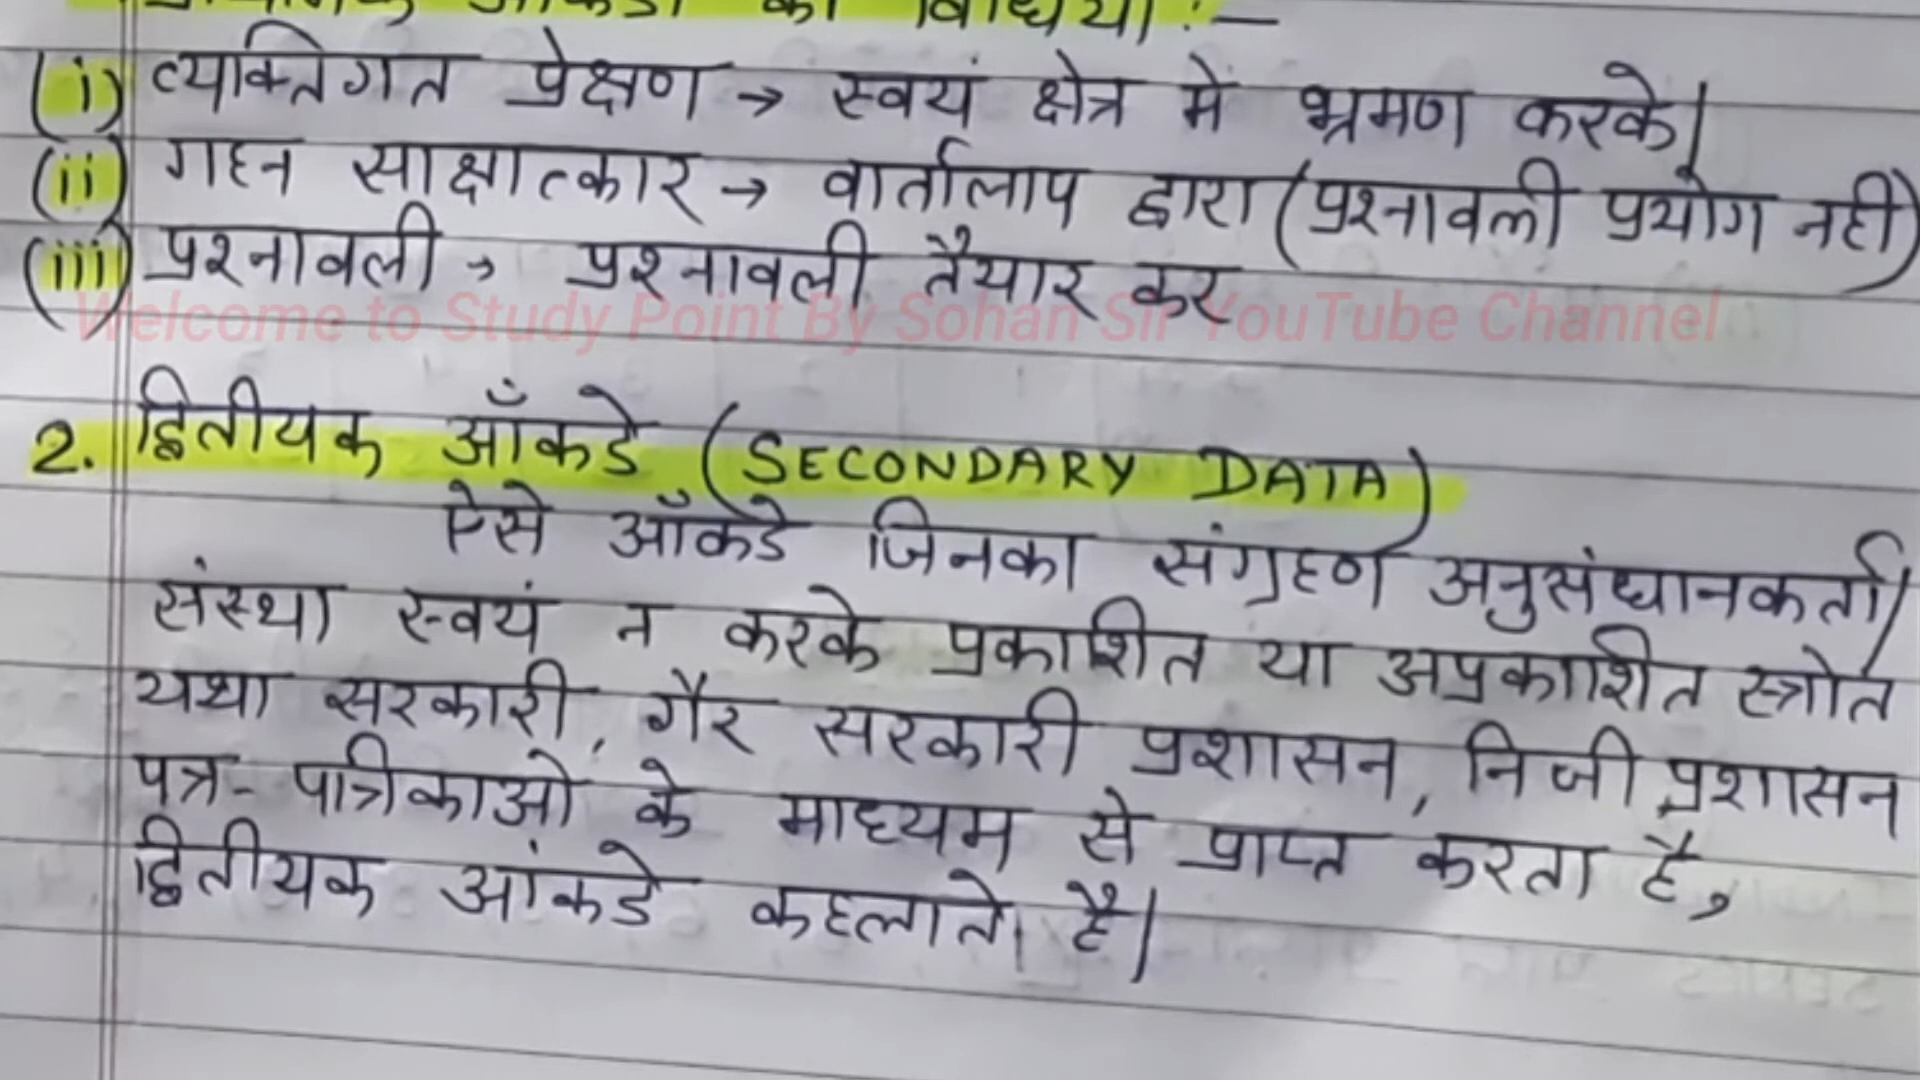 आँकडों की विधियाँ :—
(i) व्यक्तिगत प्रेक्षण → स्वयं क्षेत्र में भ्रमण करके।
(ii) गहन साक्षात्कार → वार्तालाप द्वारा (प्रश्नावली प्रयोग नही)
(iii) प्रश्नावली → प्रश्नावली तैयार कर
Welcome to Study Point By Sohan Sir YouTube Channel
2. द्वितीयक आँकडे (SECONDARY DATA)
ऐसे आँकडे जिनका संग्रहण अनुसंधानकर्ता/
संस्था स्वयं न करके प्रकाशित या अप्रकाशित स्त्रोत
यथा सरकारी, गैर सरकारी प्रशासन, निजी प्रशासन
पत्र-पत्रिकाओं के माध्यम से प्राप्त करता है,
द्वितीयक आंकडे कहलाते है।